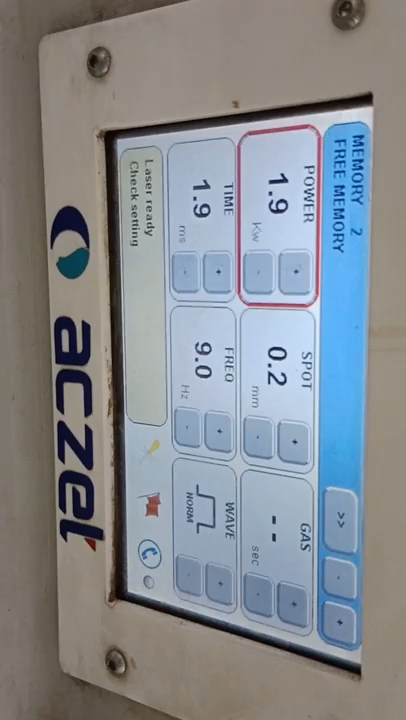 MEMORY 2
FREE MEMORY
>> - +
POWER
1.9 Kw
+ -
SPOT
0.2 mm
+ -
GAS
-- sec
+ -
TIME
1.9 ms
+ -
FREQ
9.0 Hz
+ -
WAVE
NORM
+ -
Laser ready
Check setting
aczet